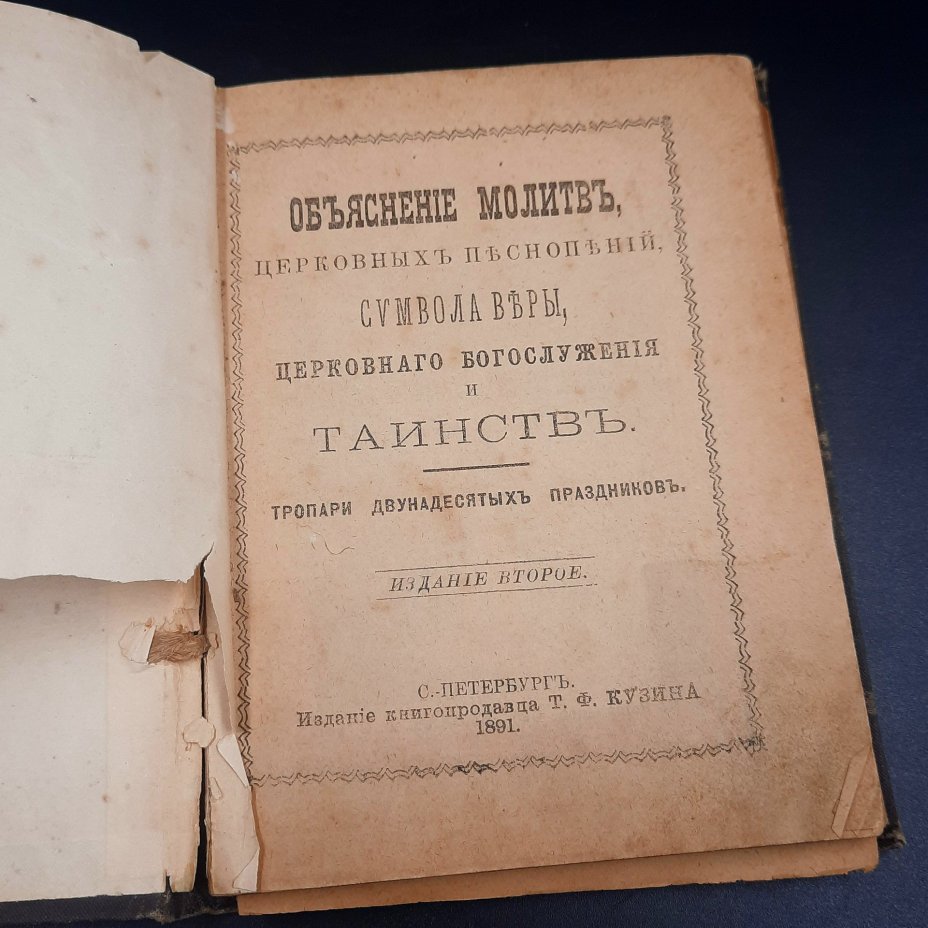 ОБЪЯСНЕНІЕ МОЛИТВЪ,
ЦЕРКОВНЫХЪ ПѢСНОПѢНІЙ,
СѴМВОЛА ВѢРЫ,
ЦЕРКОВНАГО БОГОСЛУЖЕНІЯ
И
ТАИНСТВЪ.
ТРОПАРИ ДВУНАДЕСЯТЫХЪ ПРАЗДНИКОВЪ.
ИЗДАНІЕ ВТОРОЕ.
С.-ПЕТЕРБУРГЪ.
Изданіе книгопродавца Т. Ф. КУЗИНА
1891.